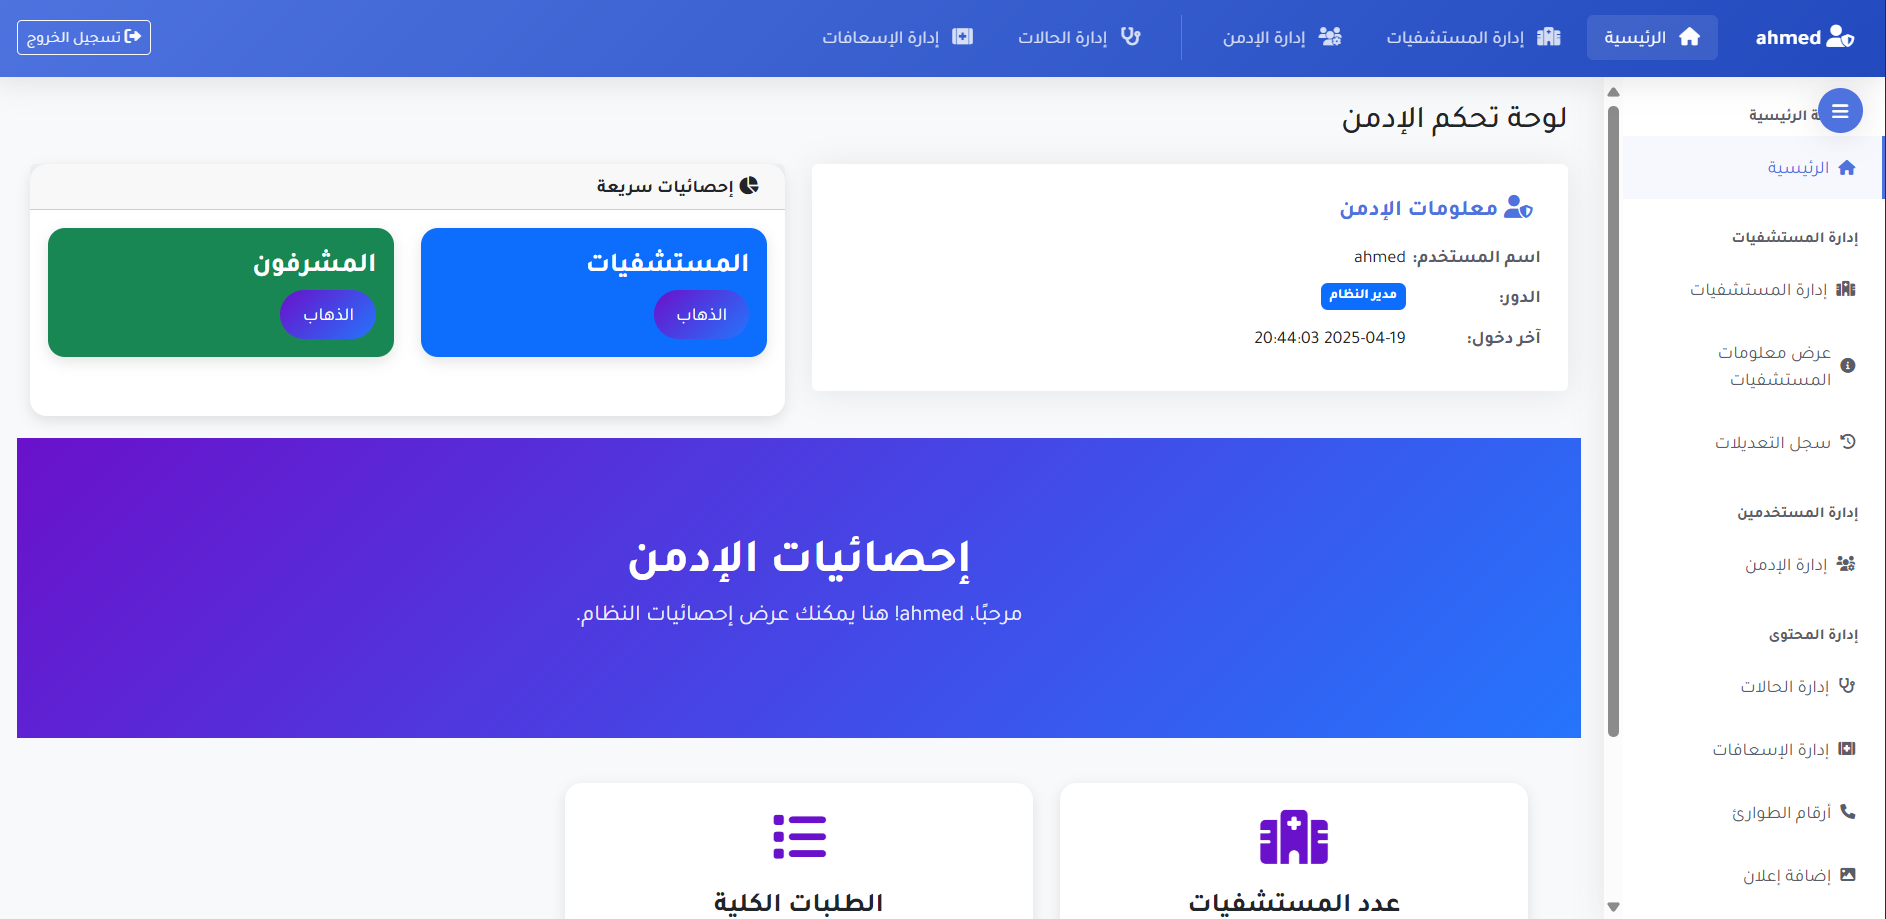 ahmed
الرئيسية
إدارة المستشفيات
إدارة الإدمن
إدارة الحالات
إدارة الإسعافات
تسجيل الخروج
ة الرئيسية
الرئيسية
إدارة المستشفيات
إدارة المستشفيات
عرض معلومات
المستشفيات
سجل التعديلات
إدارة المستخدمين
إدارة الإدمن
إدارة المحتوى
إدارة الحالات
إدارة الإسعافات
أرقام الطوارئ
إضافة إعلان
لوحة تحكم الإدمن
معلومات الإدمن
اسم المستخدم: ahmed
الدور: مدير النظام
آخر دخول: 2025-04-19 20:44:03
إحصائيات سريعة
المستشفيات
الذهاب
المشرفون
الذهاب
إحصائيات الإدمن
مرحبًا، ahmed! هنا يمكنك عرض إحصائيات النظام.
عدد المستشفيات
الطلبات الكلية